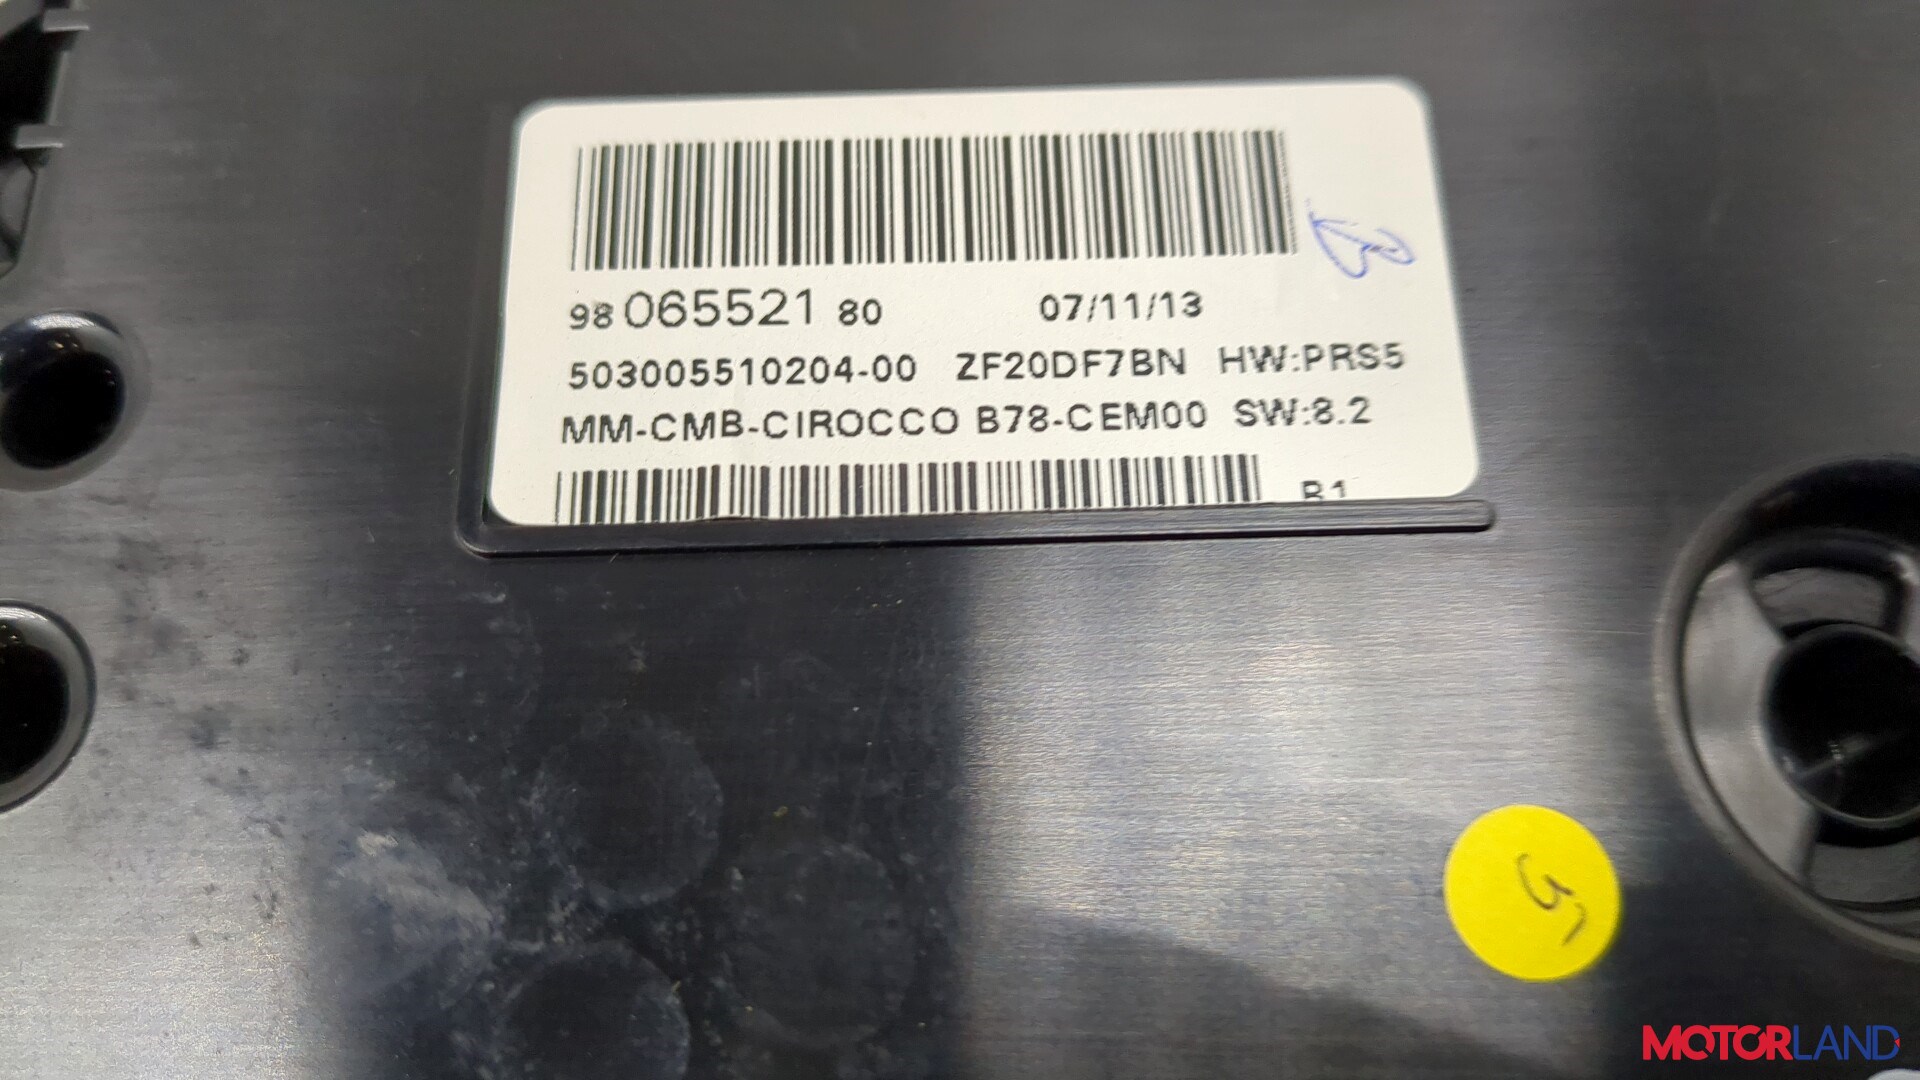 98 065521 80 07/11/13
503005510204-00 ZF20DF7BN HW:PRS5
MM-CMB-CIROCCO B78-CEM00 SW:8.2
MOTORLAND